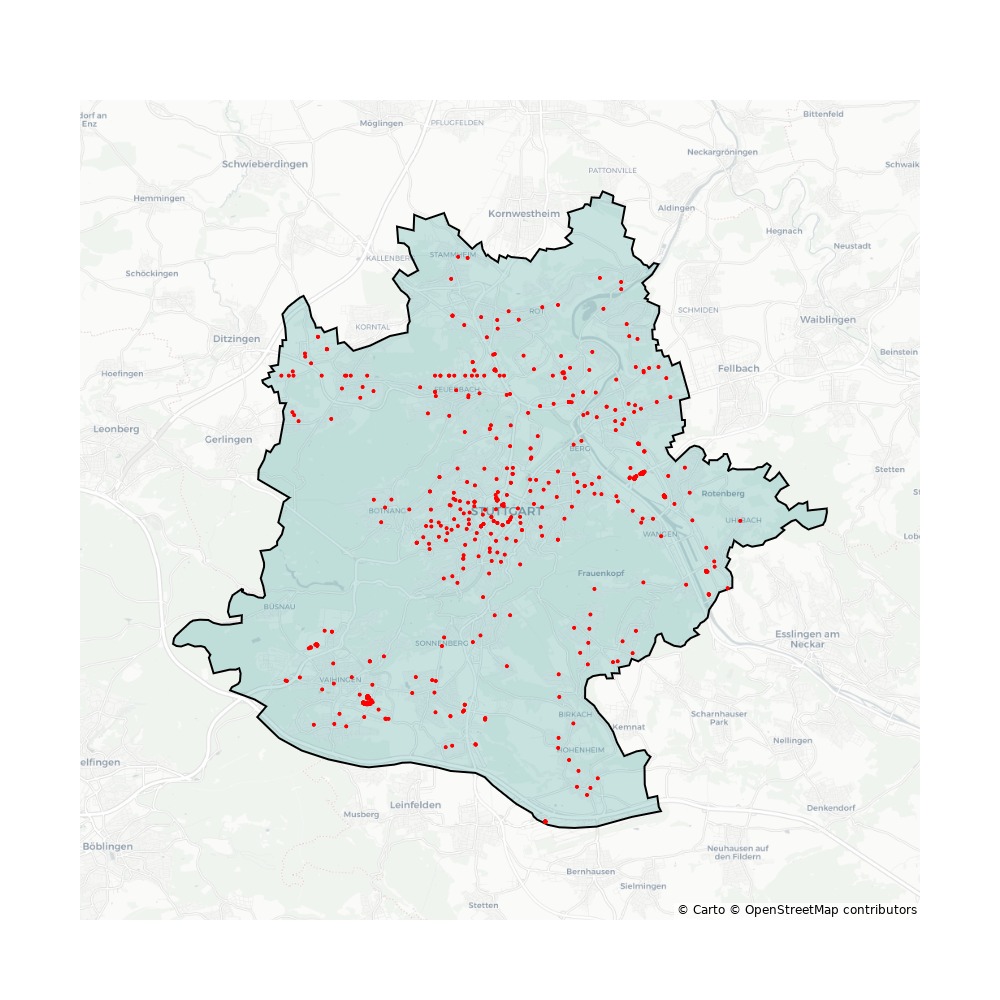 dorf an
Enz
Möglingen
PFLUGFELDEN
Bittenfeld
Schwieberdingen
Neckargröningen
Schwaik
PATTONVILLE
Hemmingen
Kornwestheim
Aldingen
Hegnach
Neustadt
KALLENBERG
STAMMHEIM
Schöckingen
ROT
SCHMIDEN
Waiblingen
KORNTAL
Ditzingen
Beinstein
Fellbach
Hoefingen
FEUERBACH
Leonberg
Gerlingen
BERG
Stetten
Rotenberg
BOTNANG
STUTTGART
UHLBACH
WANGEN
Frauenkopf
BÜSNAU
Esslingen am
Neckar
SONNENBERG
VAIHINGEN
BIRKACH
Scharnhauser
Park
Kemnat
Nellingen
HOHENHEIM
elfingen
Leinfelden
Musberg
Denkendorf
Böblingen
Neuhausen auf
den Fildern
Bernhausen
Sielmingen
Stetten
© Carto © OpenStreetMap contributors